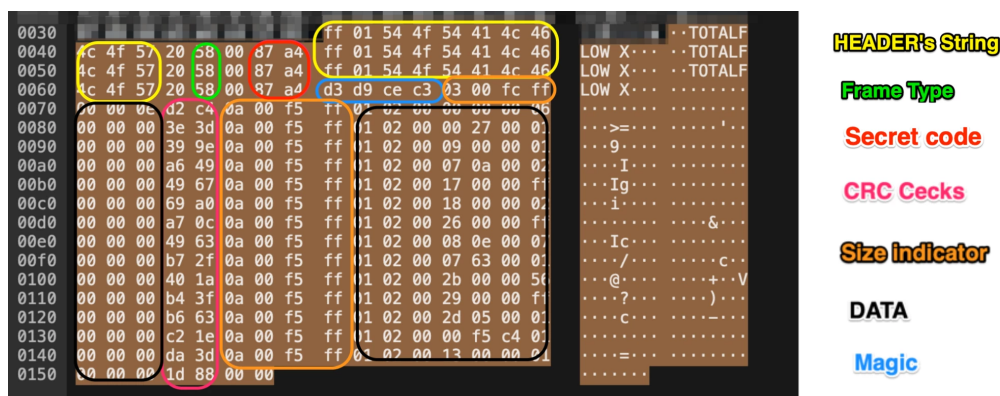 0030 ff 01 54 4f 54 41 4c 46 ··TOTALF
0040 4c 4f 57 20 58 00 87 a4 ff 01 54 4f 54 41 4c 46 LOW X··· ··TOTALF
0050 4c 4f 57 20 58 00 87 a4 ff 01 54 4f 54 41 4c 46 LOW X··· ··TOTALF
0060 4c 4f 57 20 58 00 87 a4 d3 d9 ce c3 03 00 fc ff LOW X··· ········
0070 00 00 0e d2 c4 0a 00 f5 ff 01 02 00 00 00 00 06 ········ ········
0080 00 00 00 3e 3d 0a 00 f5 ff 01 02 00 00 27 00 01 ···>=··· ·····'··
0090 00 00 00 39 9e 0a 00 f5 ff 01 02 00 09 00 00 01 ···9···· ········
00a0 00 00 00 a6 49 0a 00 f5 ff 01 02 00 07 0a 00 02 ····I··· ········
00b0 00 00 00 49 67 0a 00 f5 ff 01 02 00 17 00 00 ff ···Ig··· ········
00c0 00 00 00 69 a0 0a 00 f5 ff 01 02 00 18 00 00 02 ···i···· ········
00d0 00 00 00 a7 0c 0a 00 f5 ff 01 02 00 26 00 00 ff ········ ····&···
00e0 00 00 00 49 63 0a 00 f5 ff 01 02 00 08 0e 00 07 ···Ic··· ········
00f0 00 00 00 b7 2f 0a 00 f5 ff 01 02 00 07 63 00 01 ····/··· ·····c··
0100 00 00 00 40 1a 0a 00 f5 ff 01 02 00 2b 00 00 56 ···@···· ····+··V
0110 00 00 00 b4 3f 0a 00 f5 ff 01 02 00 29 00 00 ff ····?··· ····)···
0120 00 00 00 b6 63 0a 00 f5 ff 01 02 00 2d 05 00 01 ····c··· ····-···
0130 00 00 00 c2 1e 0a 00 f5 ff 01 02 00 00 f5 c4 01 ········ ········
0140 00 00 00 da 3d 0a 00 f5 ff 01 02 00 13 00 00 01 ····=··· ········
0150 00 00 00 1d 88 00 00 ·······
HEADER's String
Frame Type
Secret code
CRC Cecks
Size indicator
DATA
Magic